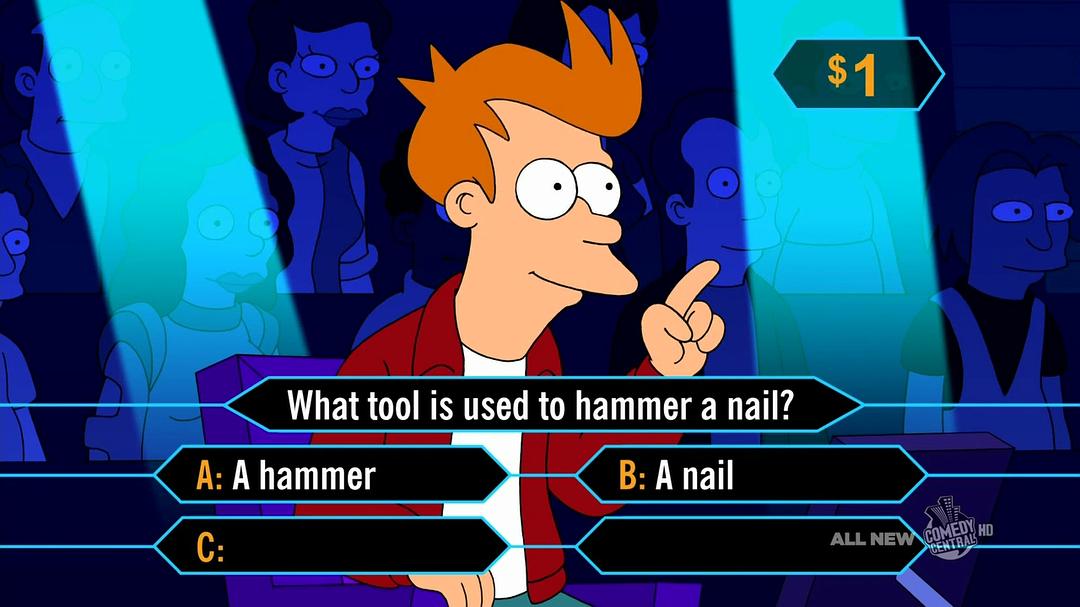 $1
What tool is used to hammer a nail?
A: A hammer
B: A nail
C:
ALL NEW
COMEDY
CENTRAL HD